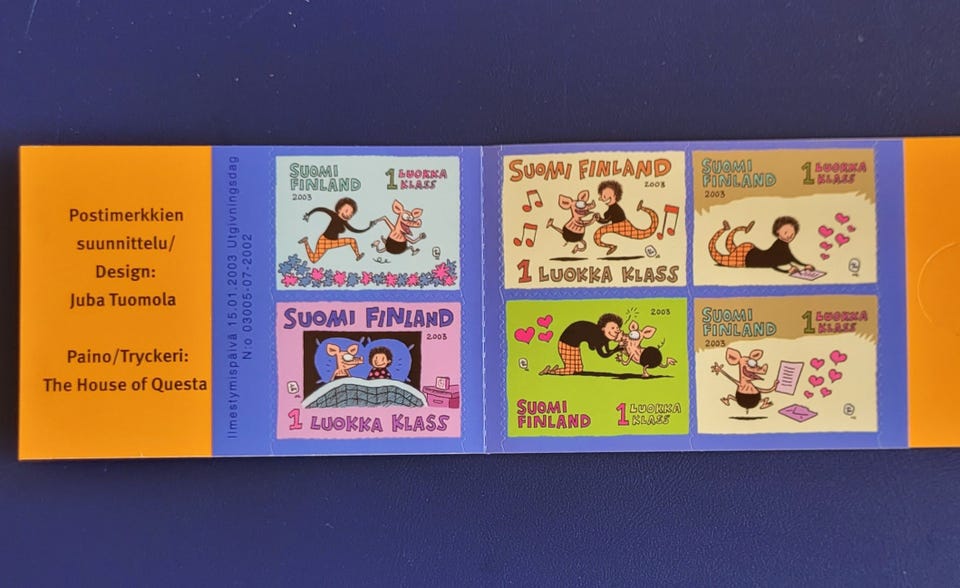 Postimerkkien
suunnittelu/
Design:
Juba Tuomola
Paino/Tryckeri:
The House of Questa
Ilmestymispäivä 15.01.2003 Utgivningsdag
N:o 03005-07-2002
SUOMI
FINLAND
2003
1 LUOKKA
KLASS
SUOMI FINLAND
2003
1 LUOKKA KLASS
SUOMI FINLAND
2003
1 LUOKKA KLASS
SUOMI
FINLAND
2003
1 LUOKKA
KLASS
2003
SUOMI
FINLAND
1 LUOKKA
KLASS
SUOMI
FINLAND
2003
1 LUOKKA
KLASS